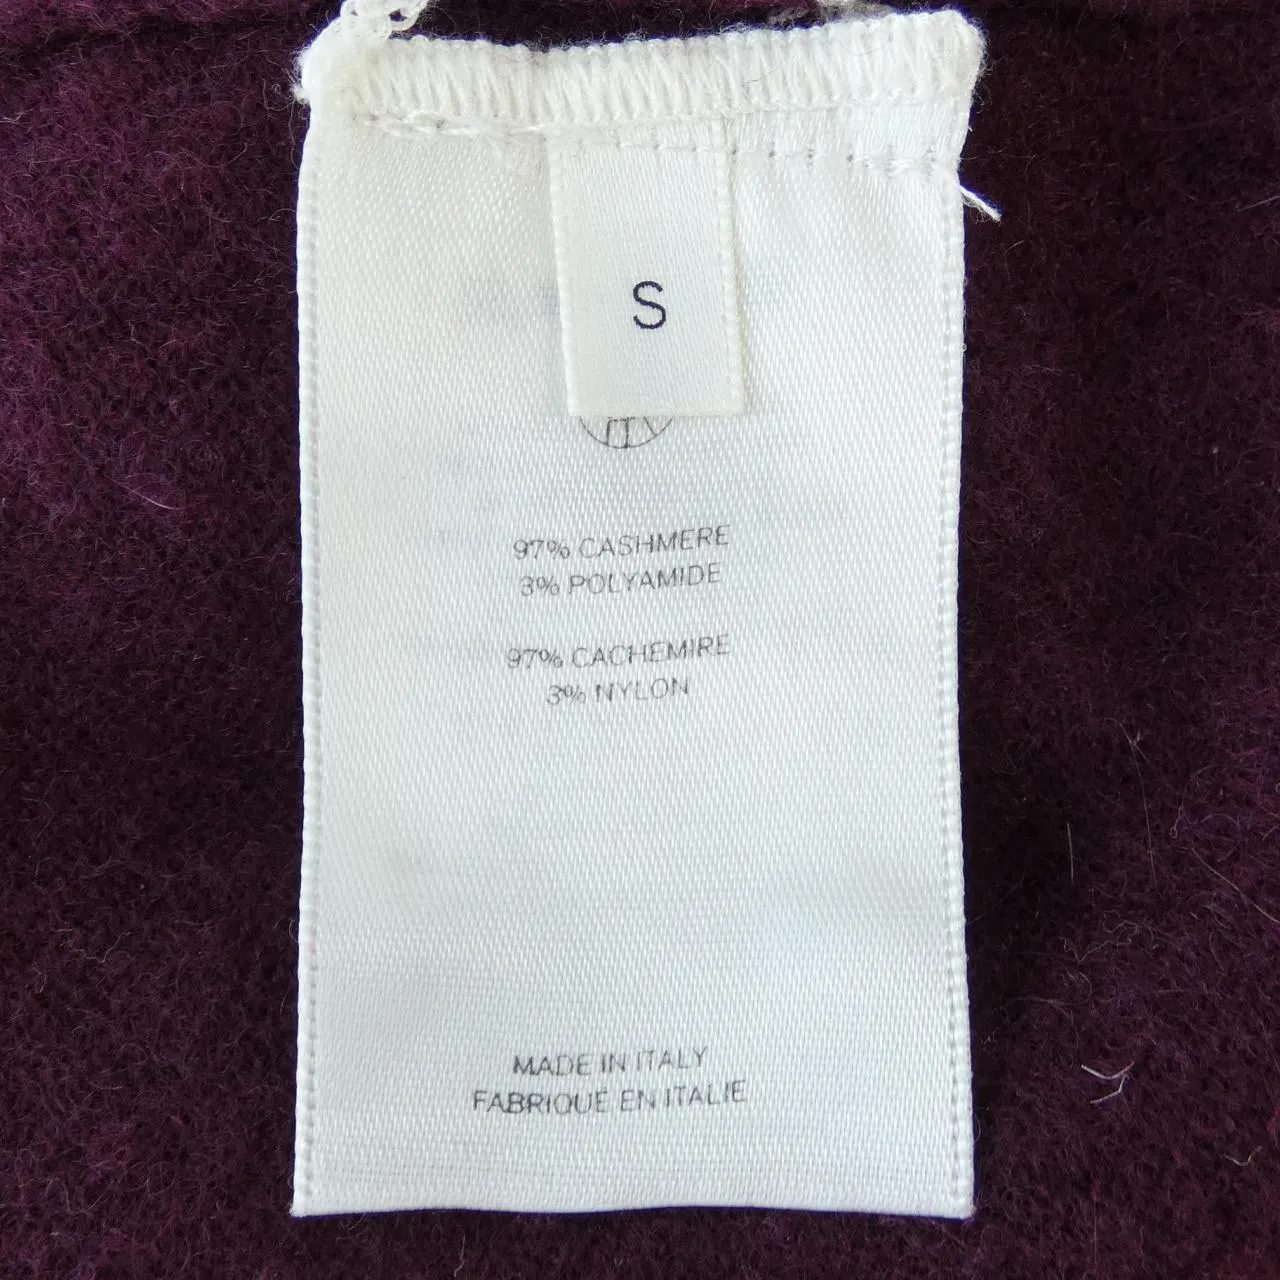 S
97% CASHMERE
3% POLYAMIDE
97% CACHEMIRE
3% NYLON
MADE IN ITALY
FABRIQUE EN ITALIE